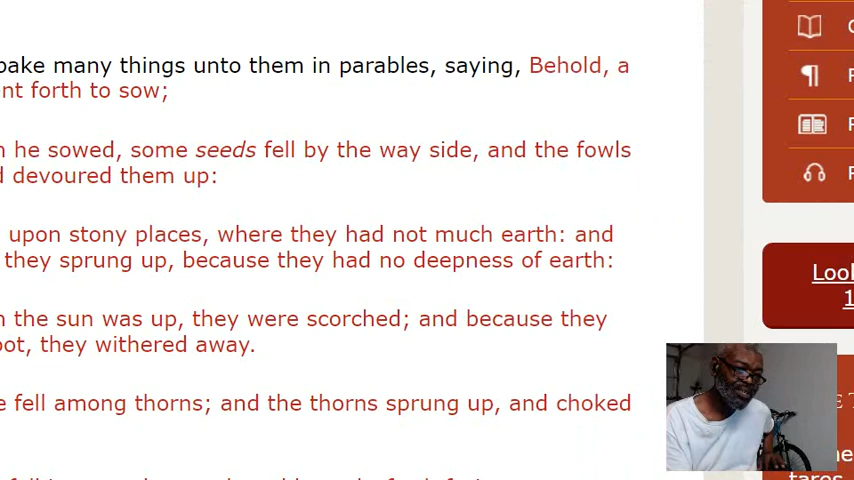 pake many things unto them in parables, saying, Behold, a
nt forth to sow;
n he sowed, some seeds fell by the way side, and the fowls
d devoured them up:
upon stony places, where they had not much earth: and
they sprung up, because they had no deepness of earth:
n the sun was up, they were scorched; and because they
oot, they withered away.
e fell among thorns; and the thorns sprung up, and choked
Look
1
tares